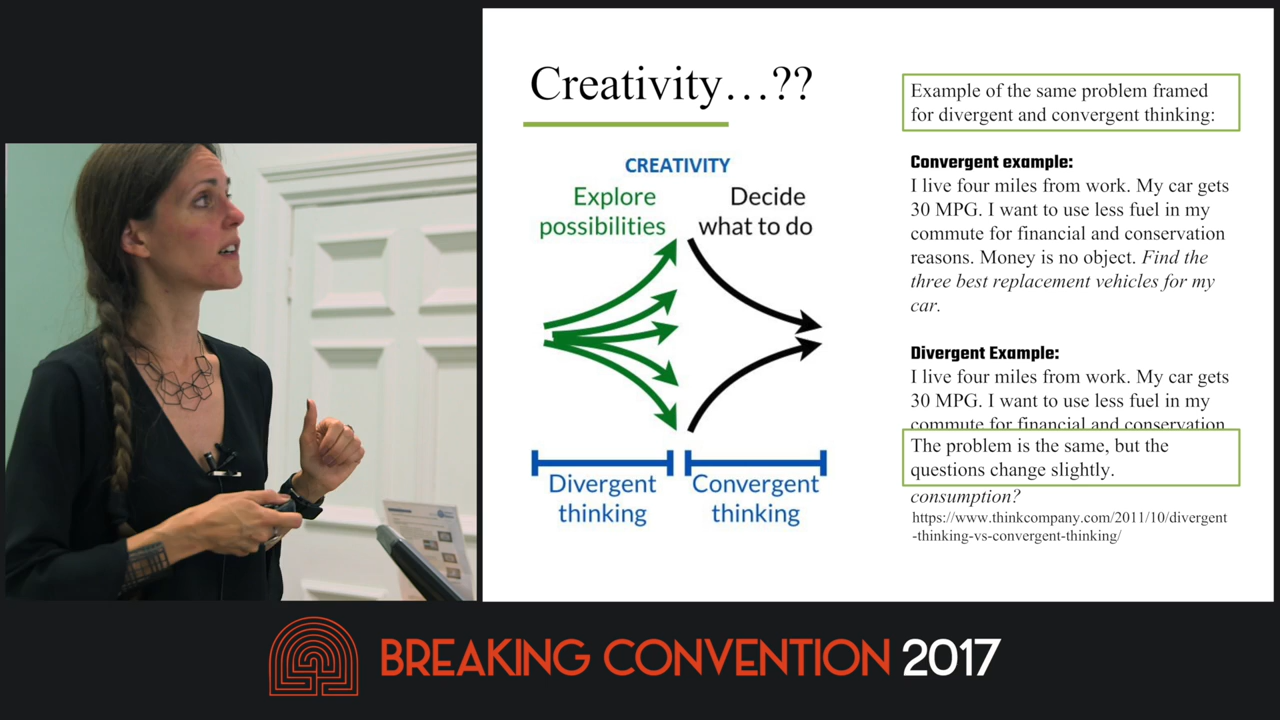 Creativity…??
CREATIVITY
Explore
possibilities
Decide
what to do
Divergent
thinking
Convergent
thinking
Example of the same problem framed
for divergent and convergent thinking:
Convergent example:
I live four miles from work. My car gets
30 MPG. I want to use less fuel in my
commute for financial and conservation
reasons. Money is no object. Find the
three best replacement vehicles for my
car.
Divergent Example:
I live four miles from work. My car gets
30 MPG. I want to use less fuel in my
commute for financial and conservation
The problem is the same, but the
questions change slightly.
consumption?
https://www.thinkcompany.com/2011/10/divergent
-thinking-vs-convergent-thinking/
BREAKING CONVENTION 2017